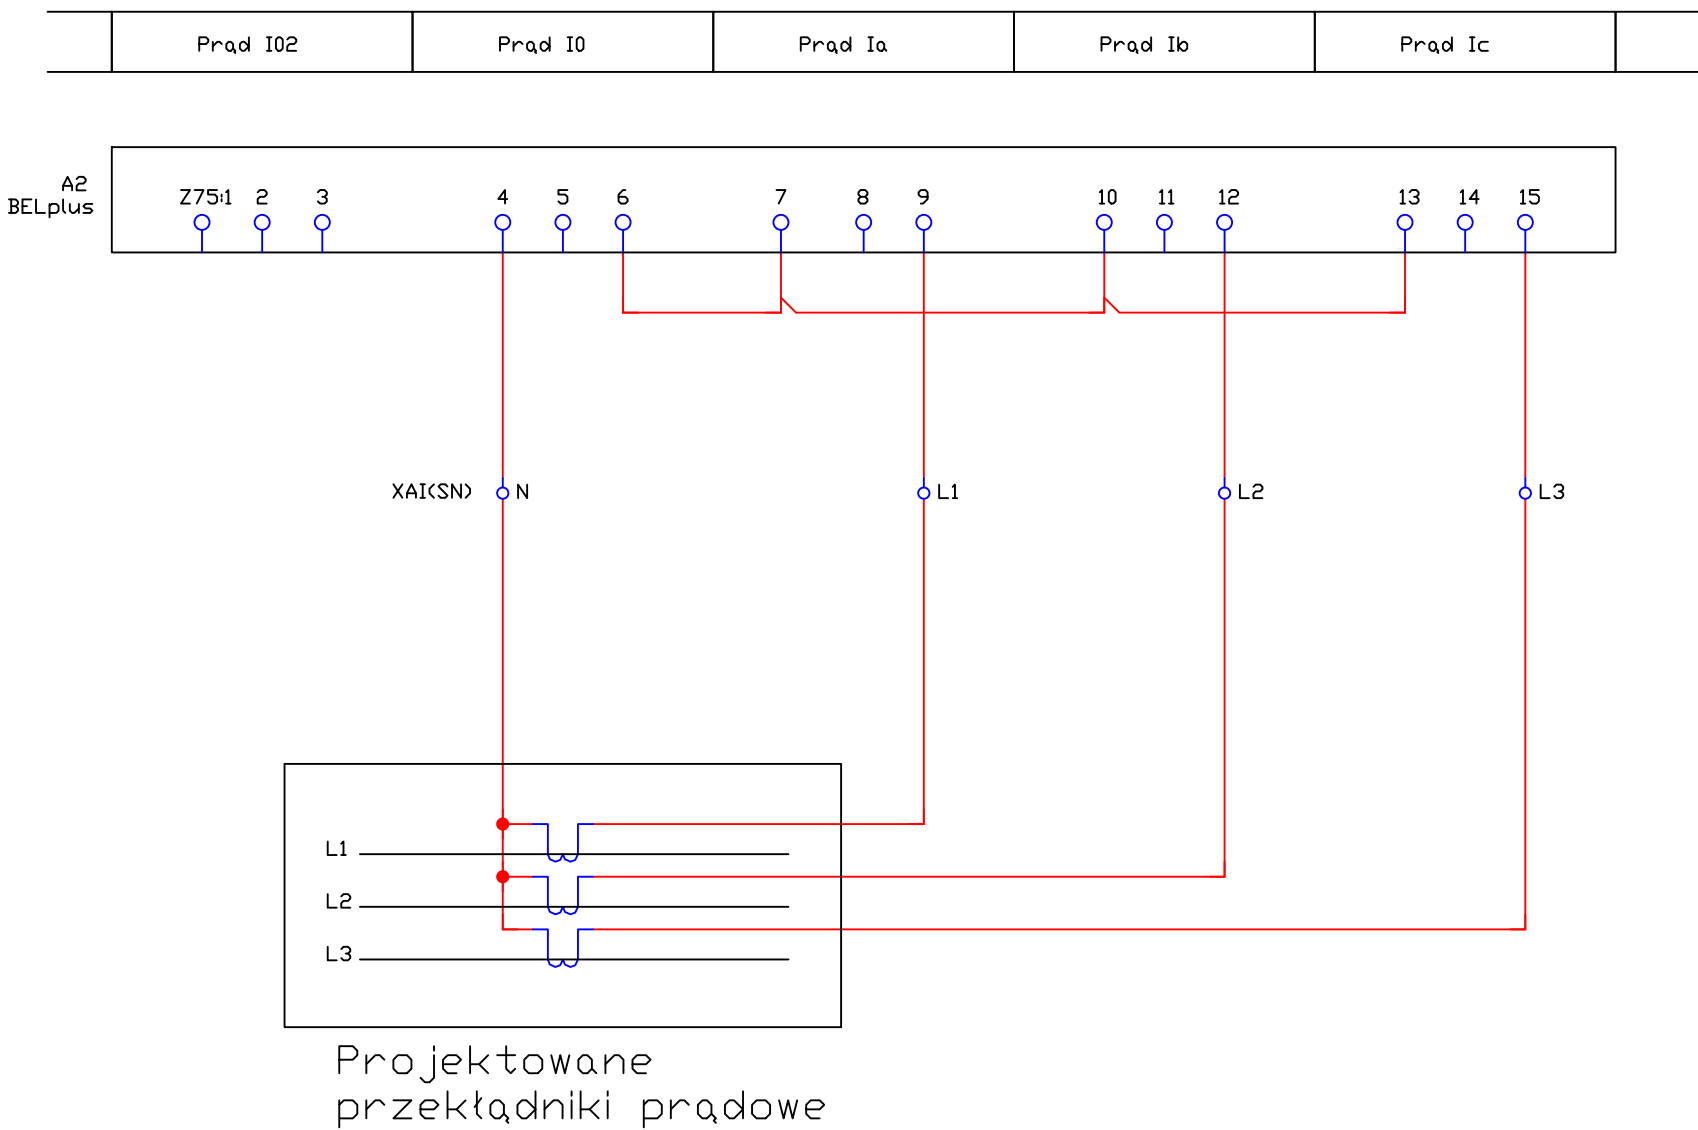 Prąd I02 Prąd I0 Prąd Ia Prąd Ib Prąd Ic
A2
BELplus
Z75:1 2 3 4 5 6 7 8 9 10 11 12 13 14 15
XAI(SN) N L1 L2 L3
L1
L2
L3
Projektowane
przekłądniki prądowe